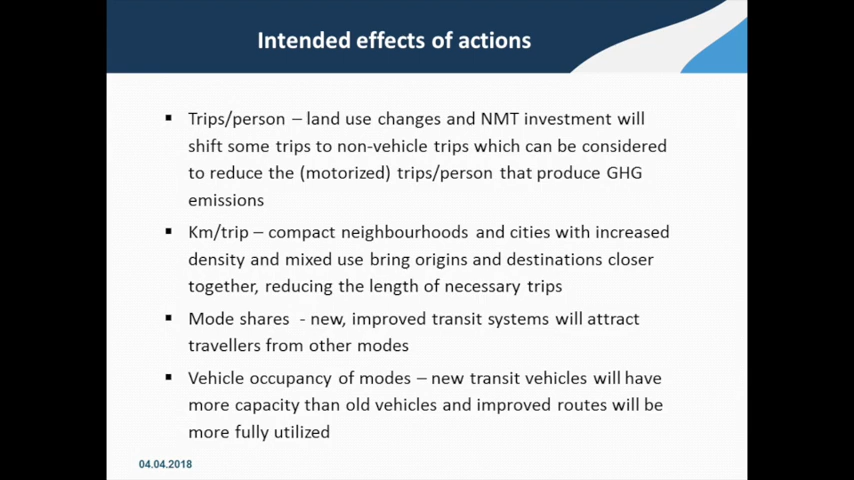 Intended effects of actions
▪ Trips/person – land use changes and NMT investment will
shift some trips to non-vehicle trips which can be considered
to reduce the (motorized) trips/person that produce GHG
emissions
▪ Km/trip – compact neighbourhoods and cities with increased
density and mixed use bring origins and destinations closer
together, reducing the length of necessary trips
▪ Mode shares - new, improved transit systems will attract
travellers from other modes
▪ Vehicle occupancy of modes – new transit vehicles will have
more capacity than old vehicles and improved routes will be
more fully utilized
04.04.2018